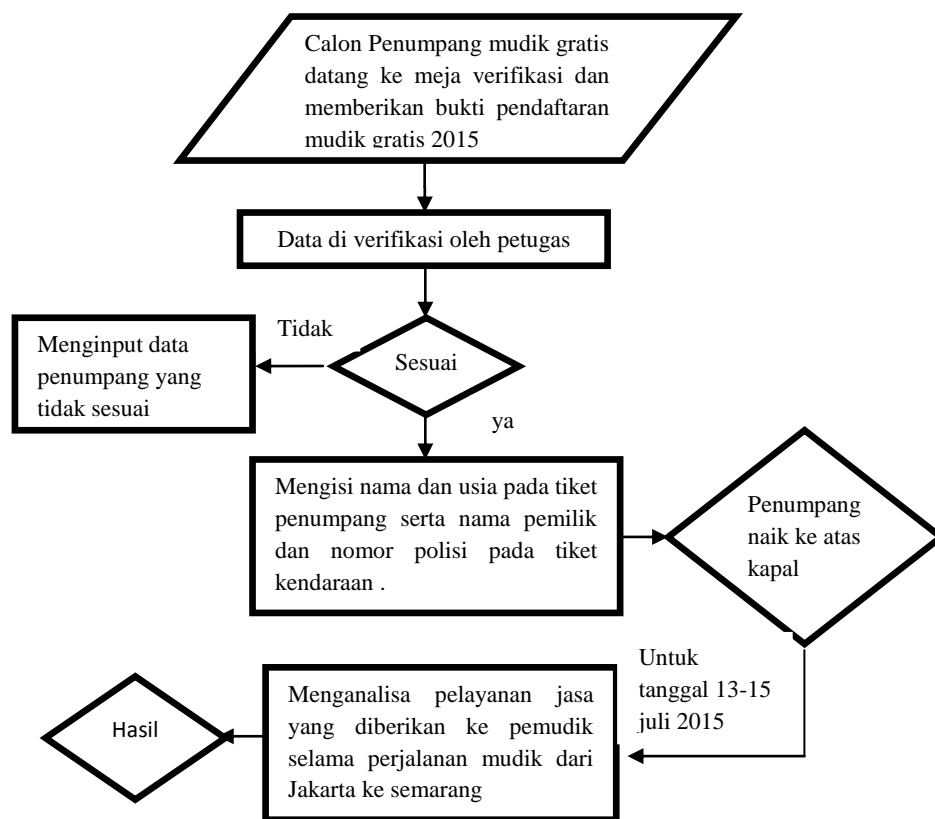 Calon Penumpang mudik gratis
datang ke meja verifikasi dan
memberikan bukti pendaftaran
mudik gratis 2015
Data di verifikasi oleh petugas
Tidak
Sesuai
Menginput data
penumpang yang
tidak sesuai
ya
Mengisi nama dan usia pada tiket
penumpang serta nama pemilik
dan nomor polisi pada tiket
kendaraan .
Penumpang
naik ke atas
kapal
Untuk
tanggal 13-15
juli 2015
Menganalisa pelayanan jasa
yang diberikan ke pemudik
selama perjalanan mudik dari
Jakarta ke semarang
Hasil